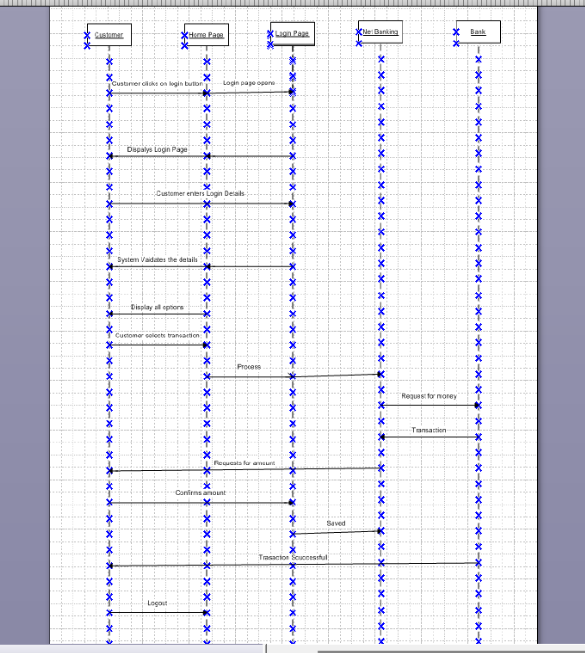 Customer
Home Page
Login Page
Net Banking
Bank
Customer clicks on login button
Login page opens
Dispalys Login Page
Customer enters Login Details
System Vaidates the details
Display all options
Customer selects transaction
Process
Request for money
Transaction
Requests for amount
Confirms amount
Saved
Trasaction Souccessful!
Logout